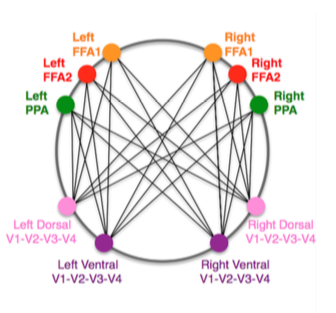 Left
FFA1
Right
FFA1
Left
FFA2
Right
FFA2
Left
PPA
Right
PPA
Left Dorsal
V1-V2-V3-V4
Right Dorsal
V1-V2-V3-V4
Left Ventral
V1-V2-V3-V4
Right Ventral
V1-V2-V3-V4